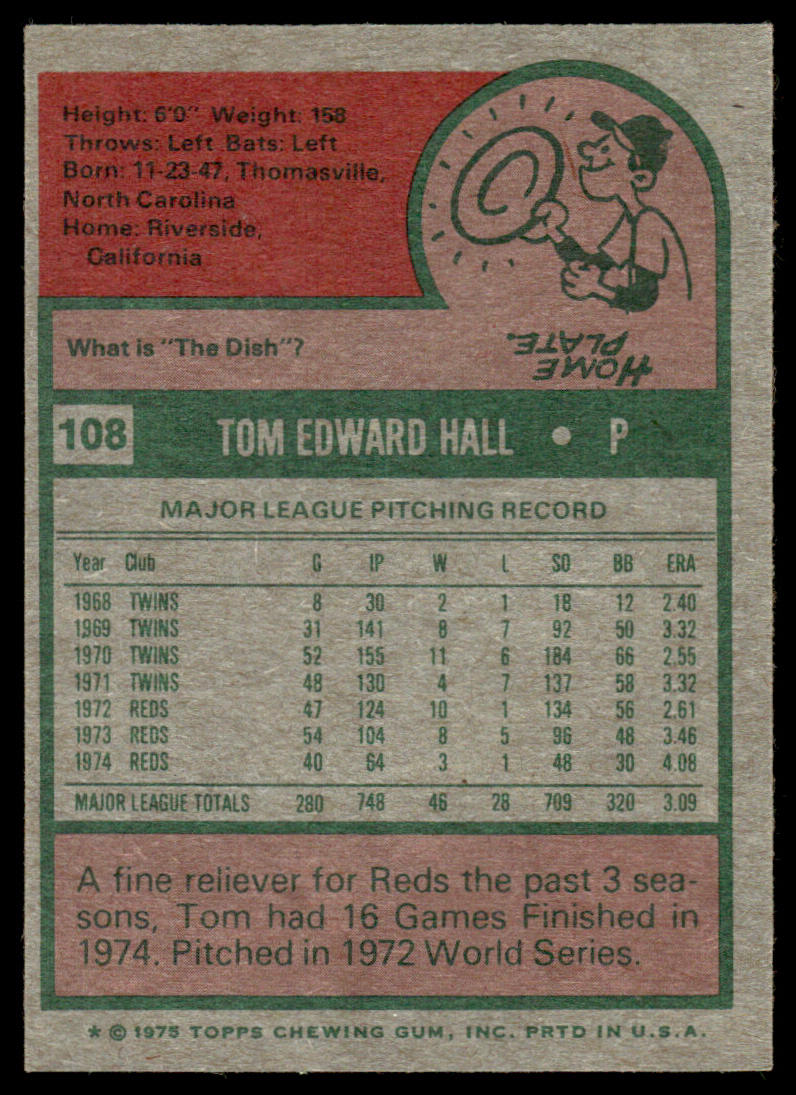 Height: 6'0" Weight: 158
Throws: Left Bats: Left
Born: 11-23-47, Thomasville,
North Carolina
Home: Riverside,
California
What is "The Dish"?
HOME
PLATE.
108 TOM EDWARD HALL • P
MAJOR LEAGUE PITCHING RECORD
Year Club G IP W L SO BB ERA
1968 TWINS 8 30 2 1 18 12 2.40
1969 TWINS 31 141 8 7 92 50 3.32
1970 TWINS 52 155 11 6 184 66 2.55
1971 TWINS 48 130 4 7 137 58 3.32
1972 REDS 47 124 10 1 134 56 2.61
1973 REDS 54 104 8 5 96 48 3.46
1974 REDS 40 64 3 1 48 30 4.08
MAJOR LEAGUE TOTALS 280 748 46 28 709 320 3.09
A fine reliever for Reds the past 3 sea-
sons, Tom had 16 Games Finished in
1974. Pitched in 1972 World Series.
* © 1975 TOPPS CHEWING GUM, INC. PRTD IN U.S.A.